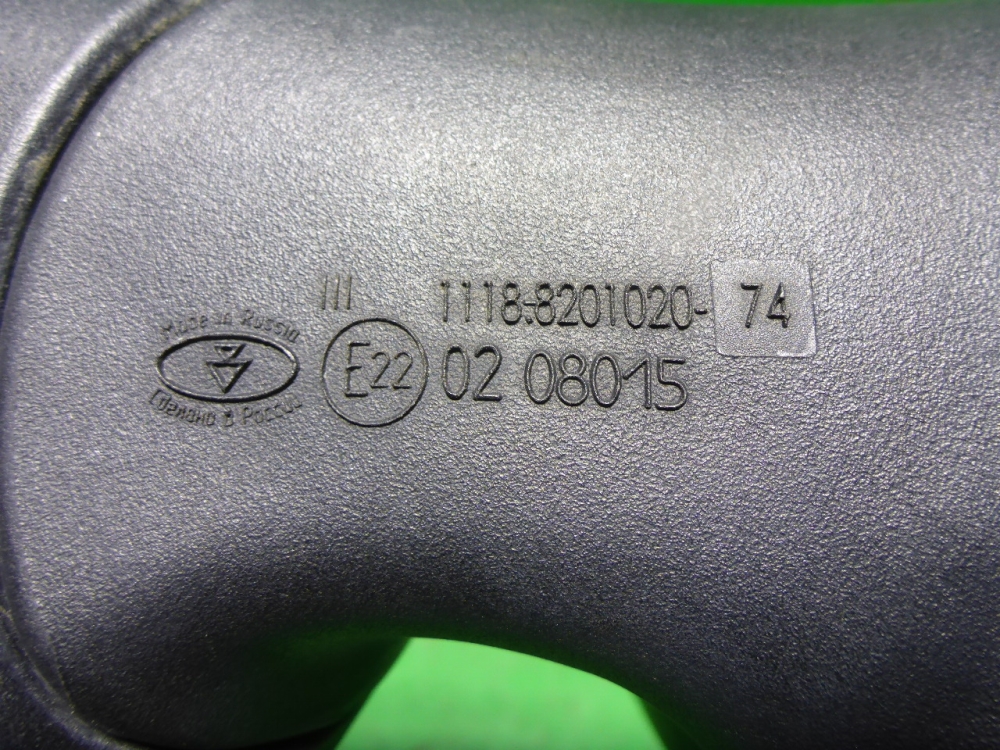 III 1118-8201020- 74
Made in Russia
E22 02 08015
Сделано в России